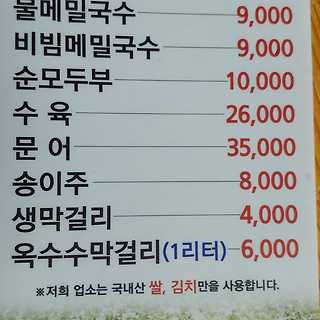 물메밀국수 9,000
비빔메밀국수 9,000
순모두부 10,000
수육 26,000
문어 35,000
송이주 8,000
생막걸리 4,000
옥수수막걸리(1리터) 6,000
※저희 업소는 국내산 쌀, 김치만을 사용합니다.